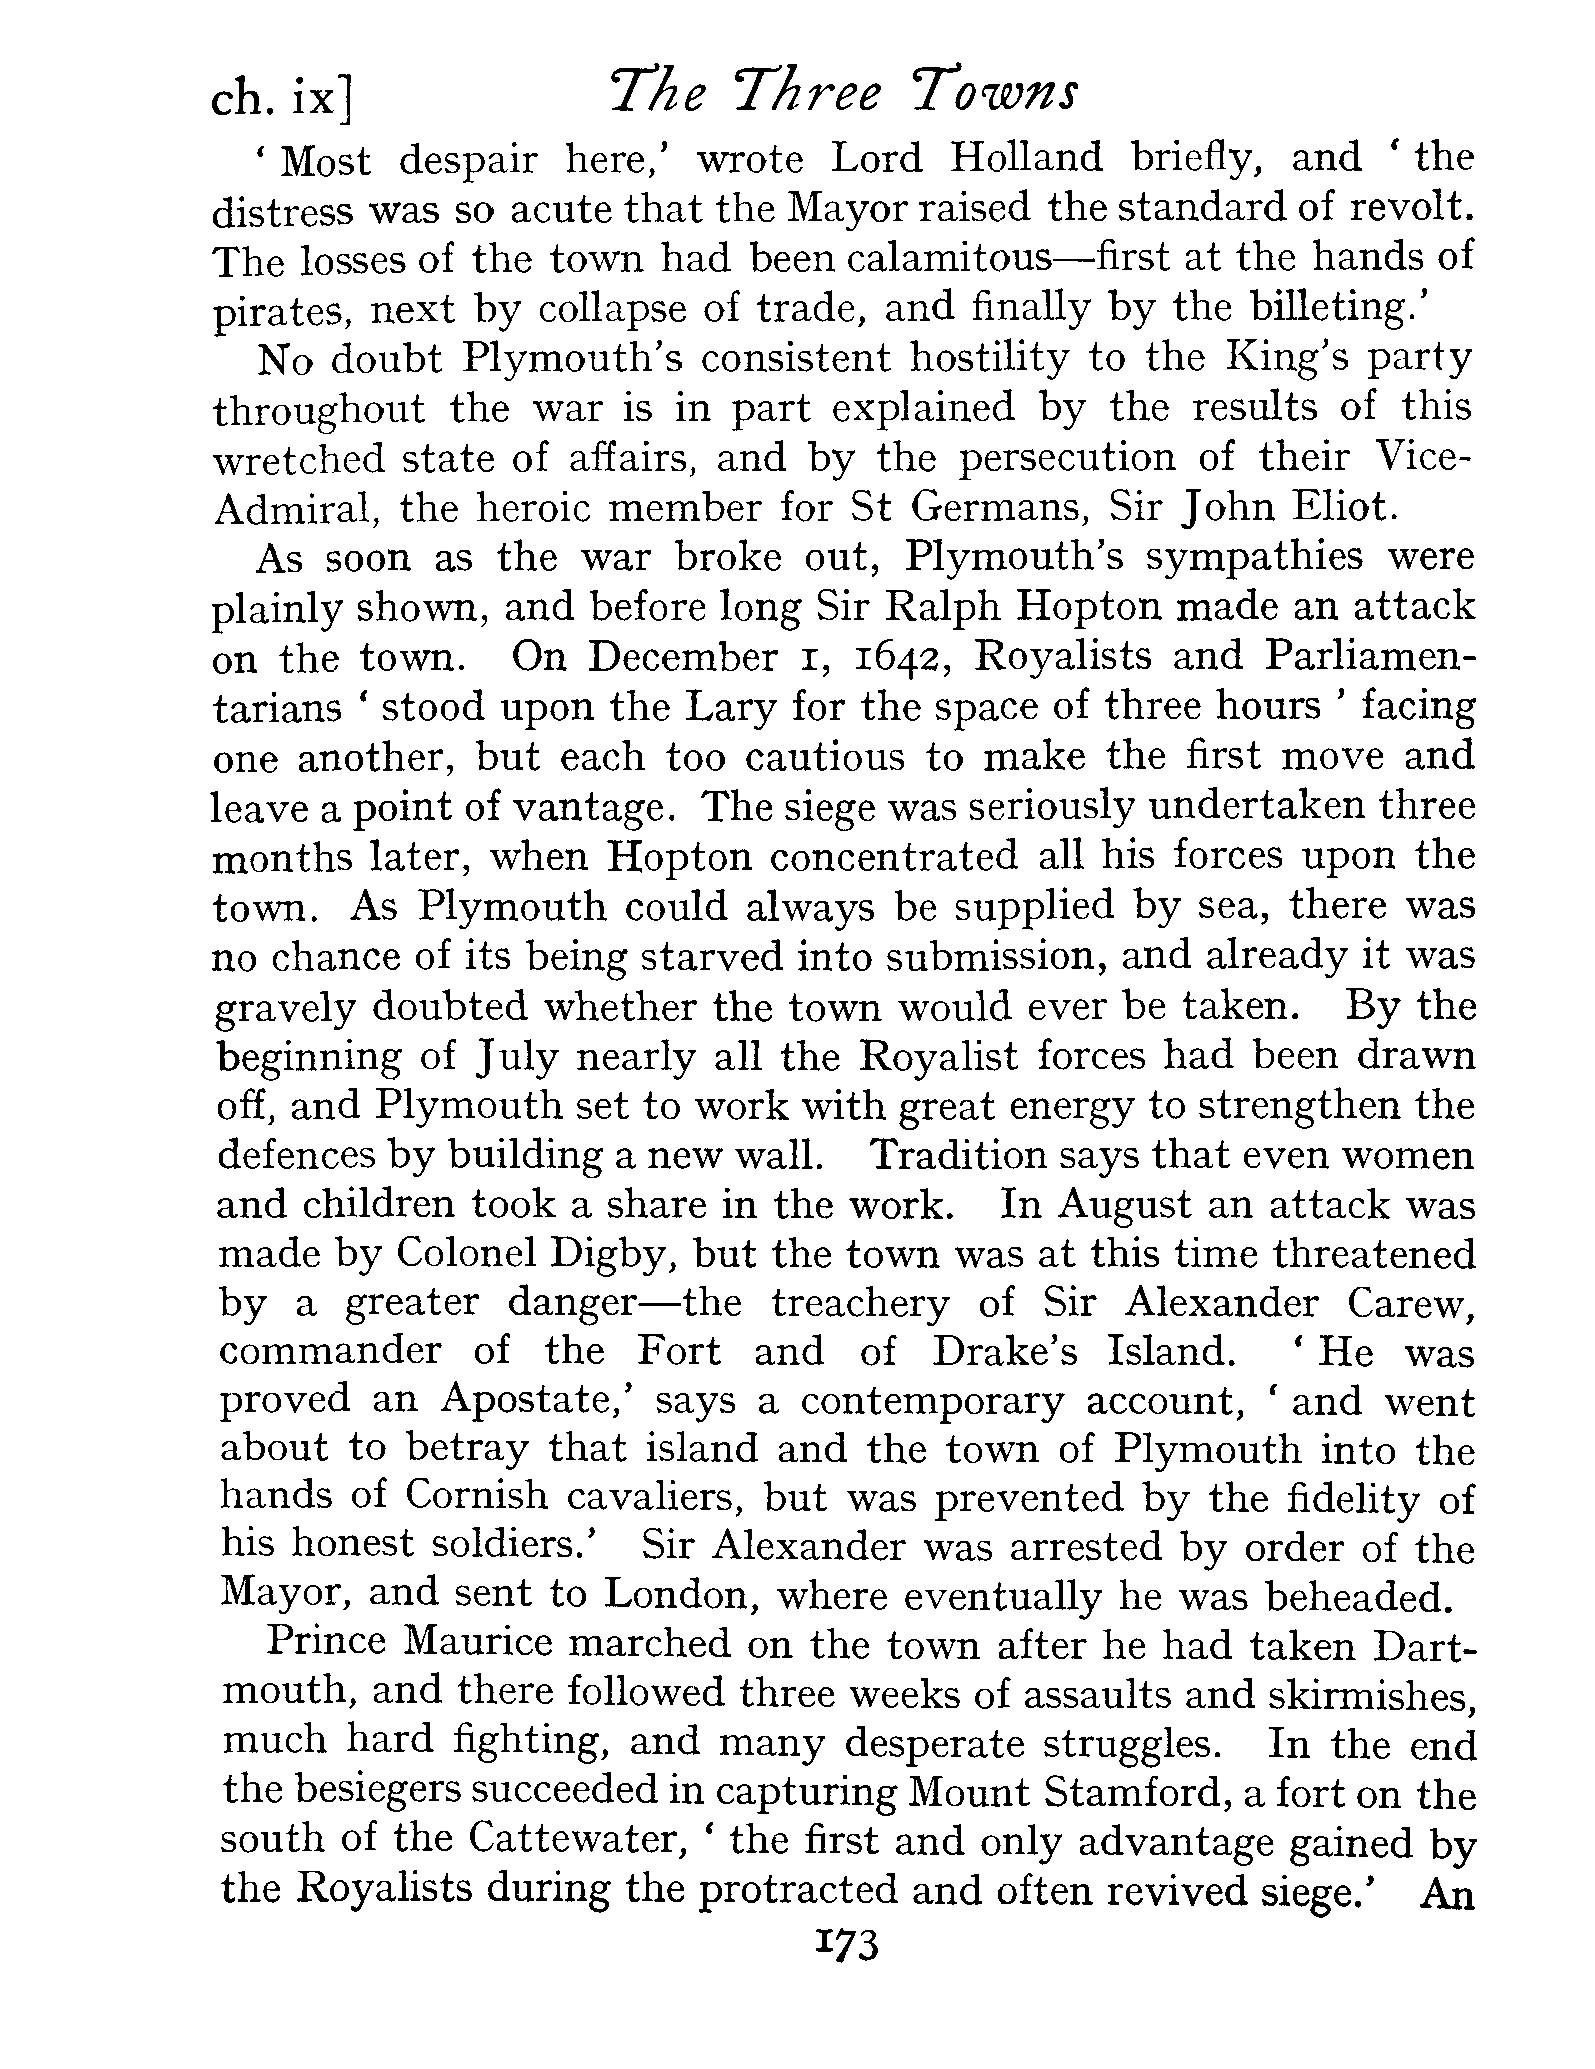 ch. ix] The Three Towns
‘ Most despair here,’ wrote Lord Holland briefly, and ‘ the
distress was so acute that the Mayor raised the standard of revolt.
The losses of the town had been calamitous—first at the hands of
pirates, next by collapse of trade, and finally by the billeting.’
No doubt Plymouth’s consistent hostility to the King’s party
throughout the war is in part explained by the results of this
wretched state of affairs, and by the persecution of their Vice-
Admiral, the heroic member for St Germans, Sir John Eliot.
As soon as the war broke out, Plymouth’s sympathies were
plainly shown, and before long Sir Ralph Hopton made an attack
on the town. On December 1, 1642, Royalists and Parliamen-
tarians ‘ stood upon the Lary for the space of three hours ’ facing
one another, but each too cautious to make the first move and
leave a point of vantage. The siege was seriously undertaken three
months later, when Hopton concentrated all his forces upon the
town. As Plymouth could always be supplied by sea, there was
no chance of its being starved into submission, and already it was
gravely doubted whether the town would ever be taken. By the
beginning of July nearly all the Royalist forces had been drawn
off, and Plymouth set to work with great energy to strengthen the
defences by building a new wall. Tradition says that even women
and children took a share in the work. In August an attack was
made by Colonel Digby, but the town was at this time threatened
by a greater danger—the treachery of Sir Alexander Carew,
commander of the Fort and of Drake’s Island. ‘ He was
proved an Apostate,’ says a contemporary account, ‘ and went
about to betray that island and the town of Plymouth into the
hands of Cornish cavaliers, but was prevented by the fidelity of
his honest soldiers.’ Sir Alexander was arrested by order of the
Mayor, and sent to London, where eventually he was beheaded.
Prince Maurice marched on the town after he had taken Dart-
mouth, and there followed three weeks of assaults and skirmishes,
much hard fighting, and many desperate struggles. In the end
the besiegers succeeded in capturing Mount Stamford, a fort on the
south of the Cattewater, ‘ the first and only advantage gained by
the Royalists during the protracted and often revived siege.’ An
173